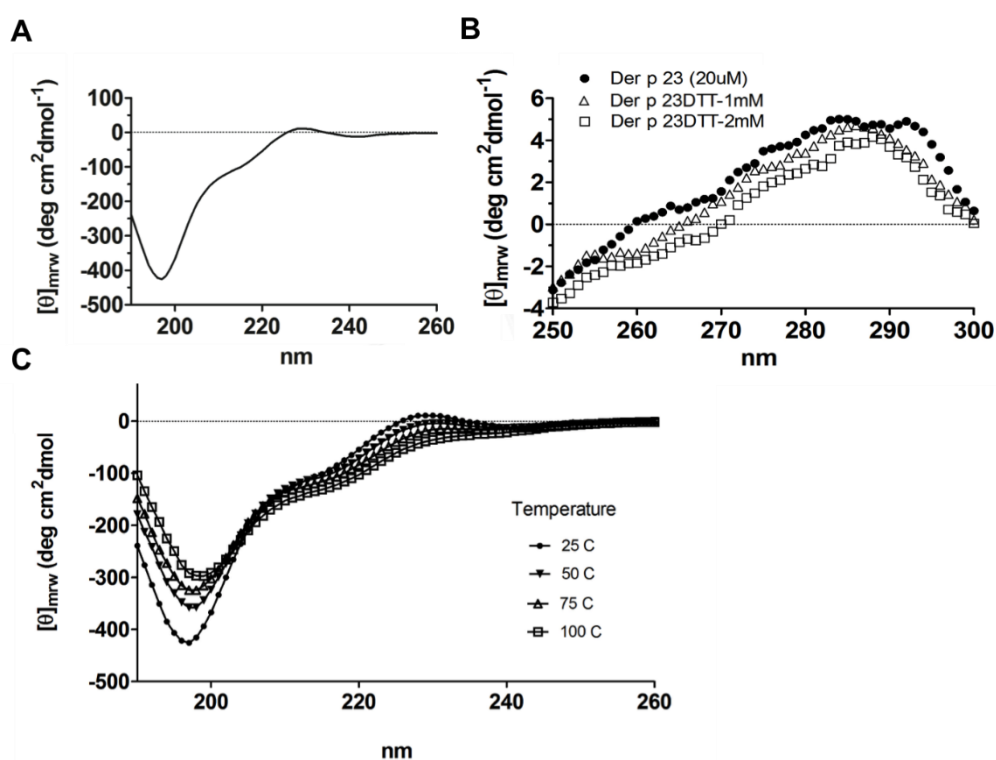 A
[θ]mrw (deg cm²dmol⁻¹)
100
0
-100
-200
-300
-400
-500
200
220
240
260
nm
B
[θ]mrw (deg cm²dmol⁻¹)
Der p 23 (20uM)
Der p 23DTT-1mM
Der p 23DTT-2mM
6
4
2
0
-2
-4
250
260
270
280
290
300
nm
C
[θ]mrw (deg cm²dmol
0
-100
-200
-300
-400
-500
Temperature
25 C
50 C
75 C
100 C
200
220
240
260
nm